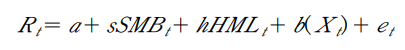 Rₜ = a + sSMBₜ + hHMLₜ + b(Xₜ) + eₜ